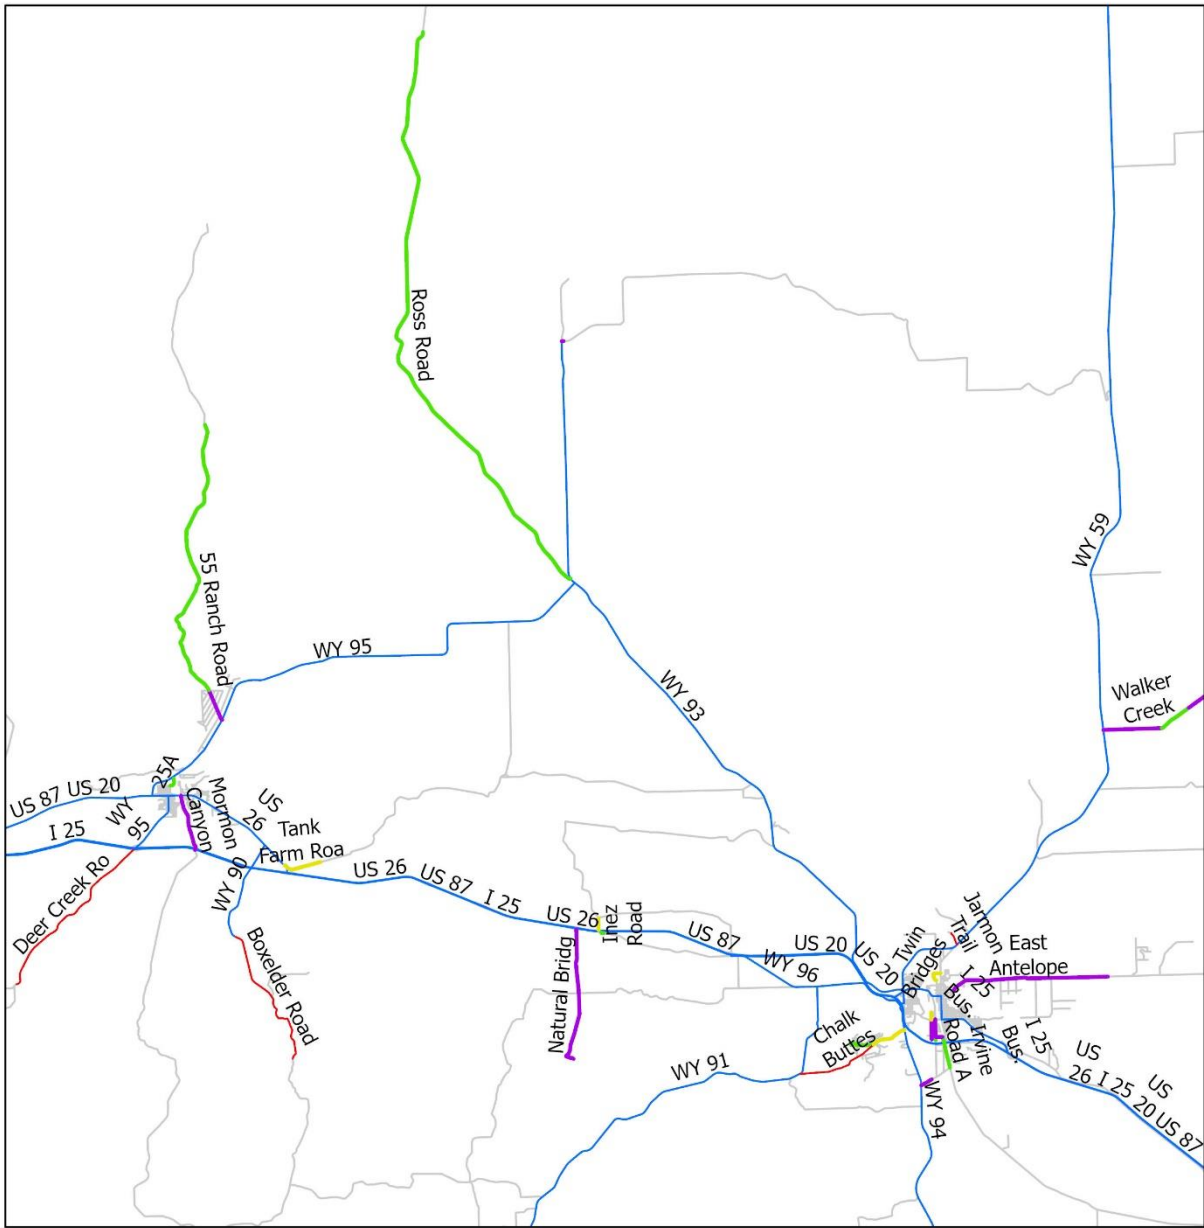 Ross Road
WY 59
55 Ranch Road
WY 95
WY 93
Walker
Creek
25A
US 87
US 20
WY
95
Mormon
Canyon
US
26
I 25
Tank
Farm Roa
Deer Creek Ro
WY 90
US 26
US 87
I 25
Boxelder Road
US 26
Inez
Road
Natural Bridg
US 87
US 20
WY 96
US 20
Twin
Bridges
Jarmon
Trail
East
Antelope
I 25
Bus.
Irvine
Road A
I 25
Bus.
Chalk
Buttes
WY 91
WY 94
US
26
I 25
US
20
US 87